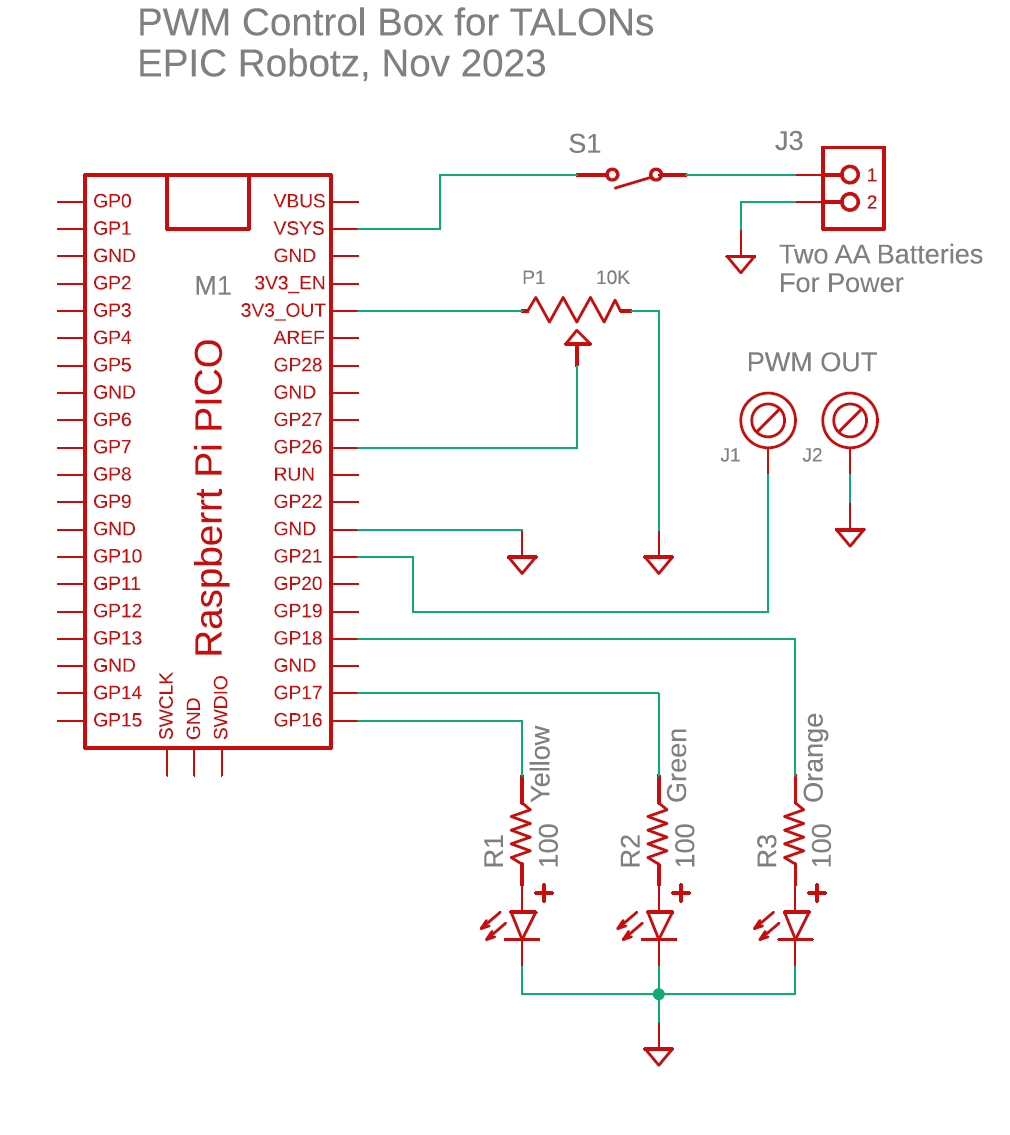 PWM Control Box for TALONs
EPIC Robotz, Nov 2023
S1
J3
1
2
Two AA Batteries
For Power
GP0
GP1
GND
GP2
GP3
GP4
GP5
GND
GP6
GP7
GP8
GP9
GND
GP10
GP11
GP12
GP13
GND
GP14
GP15
M1
Raspberrt Pi PICO
SWCLK
GND
SWDIO
VBUS
VSYS
GND
3V3_EN
3V3_OUT
AREF
GP28
GND
GP27
GP26
RUN
GP22
GND
GP21
GP20
GP19
GP18
GND
GP17
GP16
P1
10K
PWM OUT
J1
J2
Yellow
R1
100
Green
R2
100
Orange
R3
100